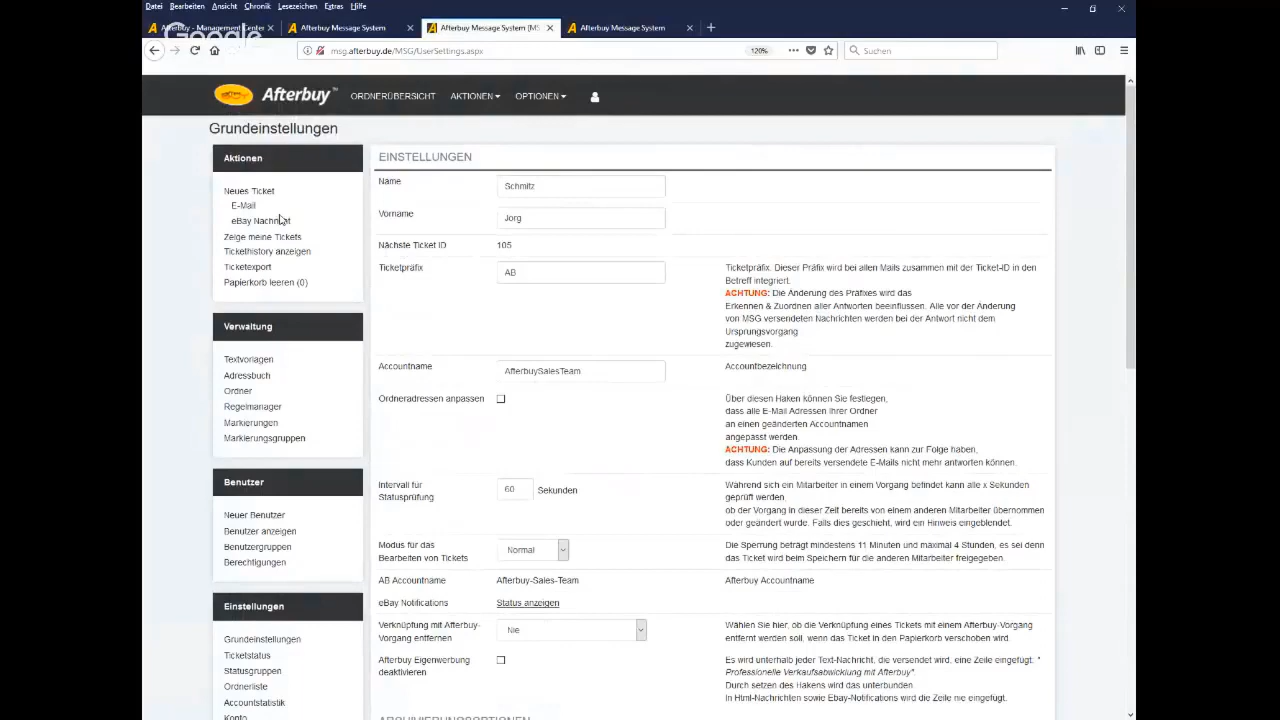 Datei Bearbeiten Ansicht Chronik Lesezeichen Extras Hilfe
Afterbuy - Management Center
Afterbuy Message System
Afterbuy Message System [MS
Afterbuy Message System
Google
msg.afterbuy.de/MSG/UserSettings.aspx
120%
Suchen
Afterbuy™ ORDNERÜBERSICHT AKTIONEN OPTIONEN
Grundeinstellungen
Aktionen
Neues Ticket
E-Mail
eBay Nachricht
Zeige meine Tickets
Tickethistory anzeigen
Ticketexport
Papierkorb leeren (0)
Verwaltung
Textvorlagen
Adressbuch
Ordner
Regelmanager
Markierungen
Markierungsgruppen
Benutzer
Neuer Benutzer
Benutzer anzeigen
Benutzergruppen
Berechtigungen
Einstellungen
Grundeinstellungen
Ticketstatus
Statusgruppen
Ordnerliste
Accountstatistik
Konto
EINSTELLUNGEN
Name
Schmitz
Vorname
Jorg
Nächste Ticket ID
105
Ticketpräfix
AB
Ticketpräfix. Dieser Präfix wird bei allen Mails zusammen mit der Ticket-ID in den
Betreff integriert.
ACHTUNG: Die Änderung des Präfixes wird das
Erkennen & Zuordnen aller Antworten beeinflussen. Alle vor der Änderung
von MSG versendeten Nachrichten werden bei der Antwort nicht dem
Ursprungsvorgang
zugewiesen.
Accountname
AfterbuySalesTeam
Accountbezeichnung
Ordneradressen anpassen
Über diesen Haken können Sie festlegen,
dass alle E-Mail Adressen Ihrer Ordner
an einen geänderten Accountnamen
angepasst werden.
ACHTUNG: Die Anpassung der Adressen kann zur Folge haben,
dass Kunden auf bereits versendete E-Mails nicht mehr antworten können.
Intervall für
Statusprüfung
60
Sekunden
Während sich ein Mitarbeiter in einem Vorgang befindet kann alle x Sekunden
geprüft werden,
ob der Vorgang in dieser Zeit bereits von einem anderen Mitarbeiter übernommen
oder geändert wurde. Falls dies geschieht, wird ein Hinweis eingeblendet.
Modus für das
Bearbeiten von Tickets
Normal
Die Sperrung beträgt mindestens 11 Minuten und maximal 4 Stunden, es sei denn
das Ticket wird beim Speichern für die anderen Mitarbeiter freigegeben.
AB Accountname
Afterbuy-Sales-Team
Afterbuy Accountname
eBay Notifications
Status anzeigen
Verknüpfung mit Afterbuy-
Vorgang entfernen
Nie
Wählen Sie hier, ob die Verknüpfung eines Tickets mit einem Afterbuy-Vorgang
entfernt werden soll, wenn das Ticket in den Papierkorb verschoben wird.
Afterbuy Eigenwerbung
deaktivieren
Es wird unterhalb jeder Text-Nachricht, die versendet wird, eine Zeile eingefügt: "
Professionelle Verkaufsabwicklung mit Afterbuy".
Durch setzen des Hakens wird das unterbunden.
In Html-Nachrichten sowie Ebay-Notifications wird die Zeile nie eingefügt.
ARCHIVIERUNGSOPTIONEN